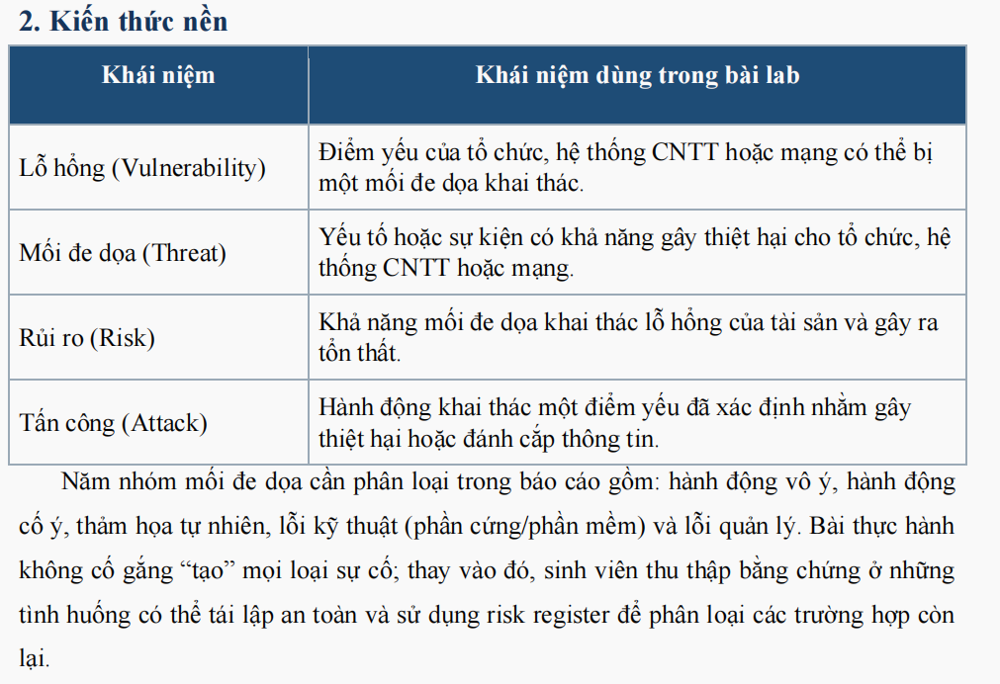 2. Kiến thức nền
Khái niệm
Khái niệm dùng trong bài lab
Lỗ hổng (Vulnerability)
Điểm yếu của tổ chức, hệ thống CNTT hoặc mạng có thể bị
một mối đe dọa khai thác.
Mối đe dọa (Threat)
Yếu tố hoặc sự kiện có khả năng gây thiệt hại cho tổ chức, hệ
thống CNTT hoặc mạng.
Rủi ro (Risk)
Khả năng mối đe dọa khai thác lỗ hổng của tài sản và gây ra
tổn thất.
Tấn công (Attack)
Hành động khai thác một điểm yếu đã xác định nhằm gây
thiệt hại hoặc đánh cắp thông tin.
Năm nhóm mối đe dọa cần phân loại trong báo cáo gồm: hành động vô ý, hành động
cố ý, thảm họa tự nhiên, lỗi kỹ thuật (phần cứng/phần mềm) và lỗi quản lý. Bài thực hành
không cố gắng “tạo” mọi loại sự cố; thay vào đó, sinh viên thu thập bằng chứng ở những
tình huống có thể tái lập an toàn và sử dụng risk register để phân loại các trường hợp còn
lại.